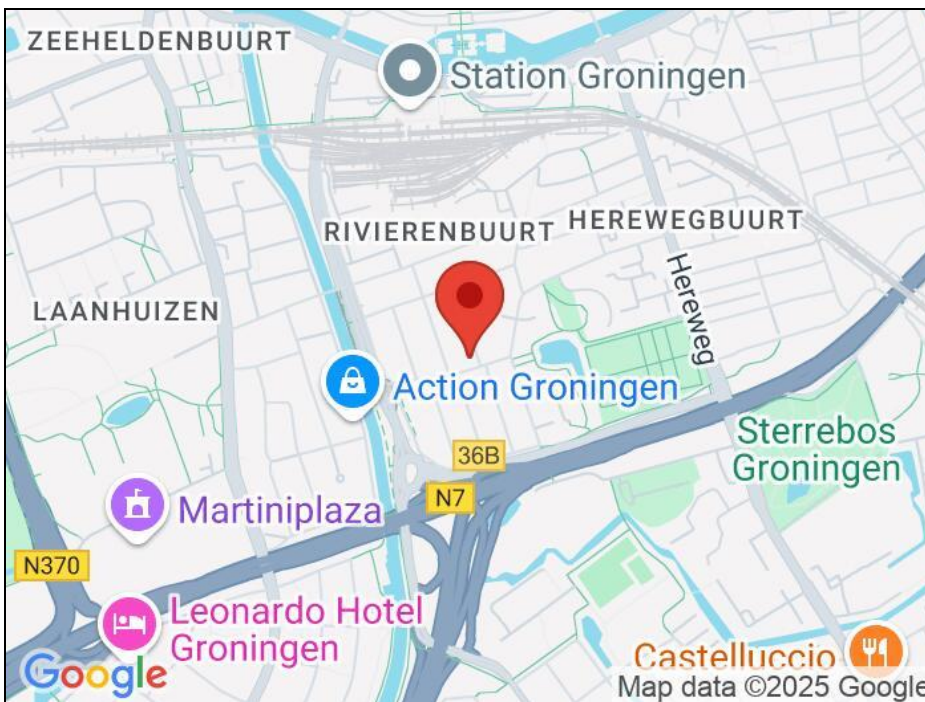 ZEEHELDENBUURT
Station Groningen
RIVIERENBUURT
HEREWEGBUURT
Hereweg
LAANHUIZEN
Action Groningen
Sterrebos
Groningen
36B
N7
Martiniplaza
N370
Leonardo Hotel
Groningen
Castelluccio
Google
Map data ©2025 Google